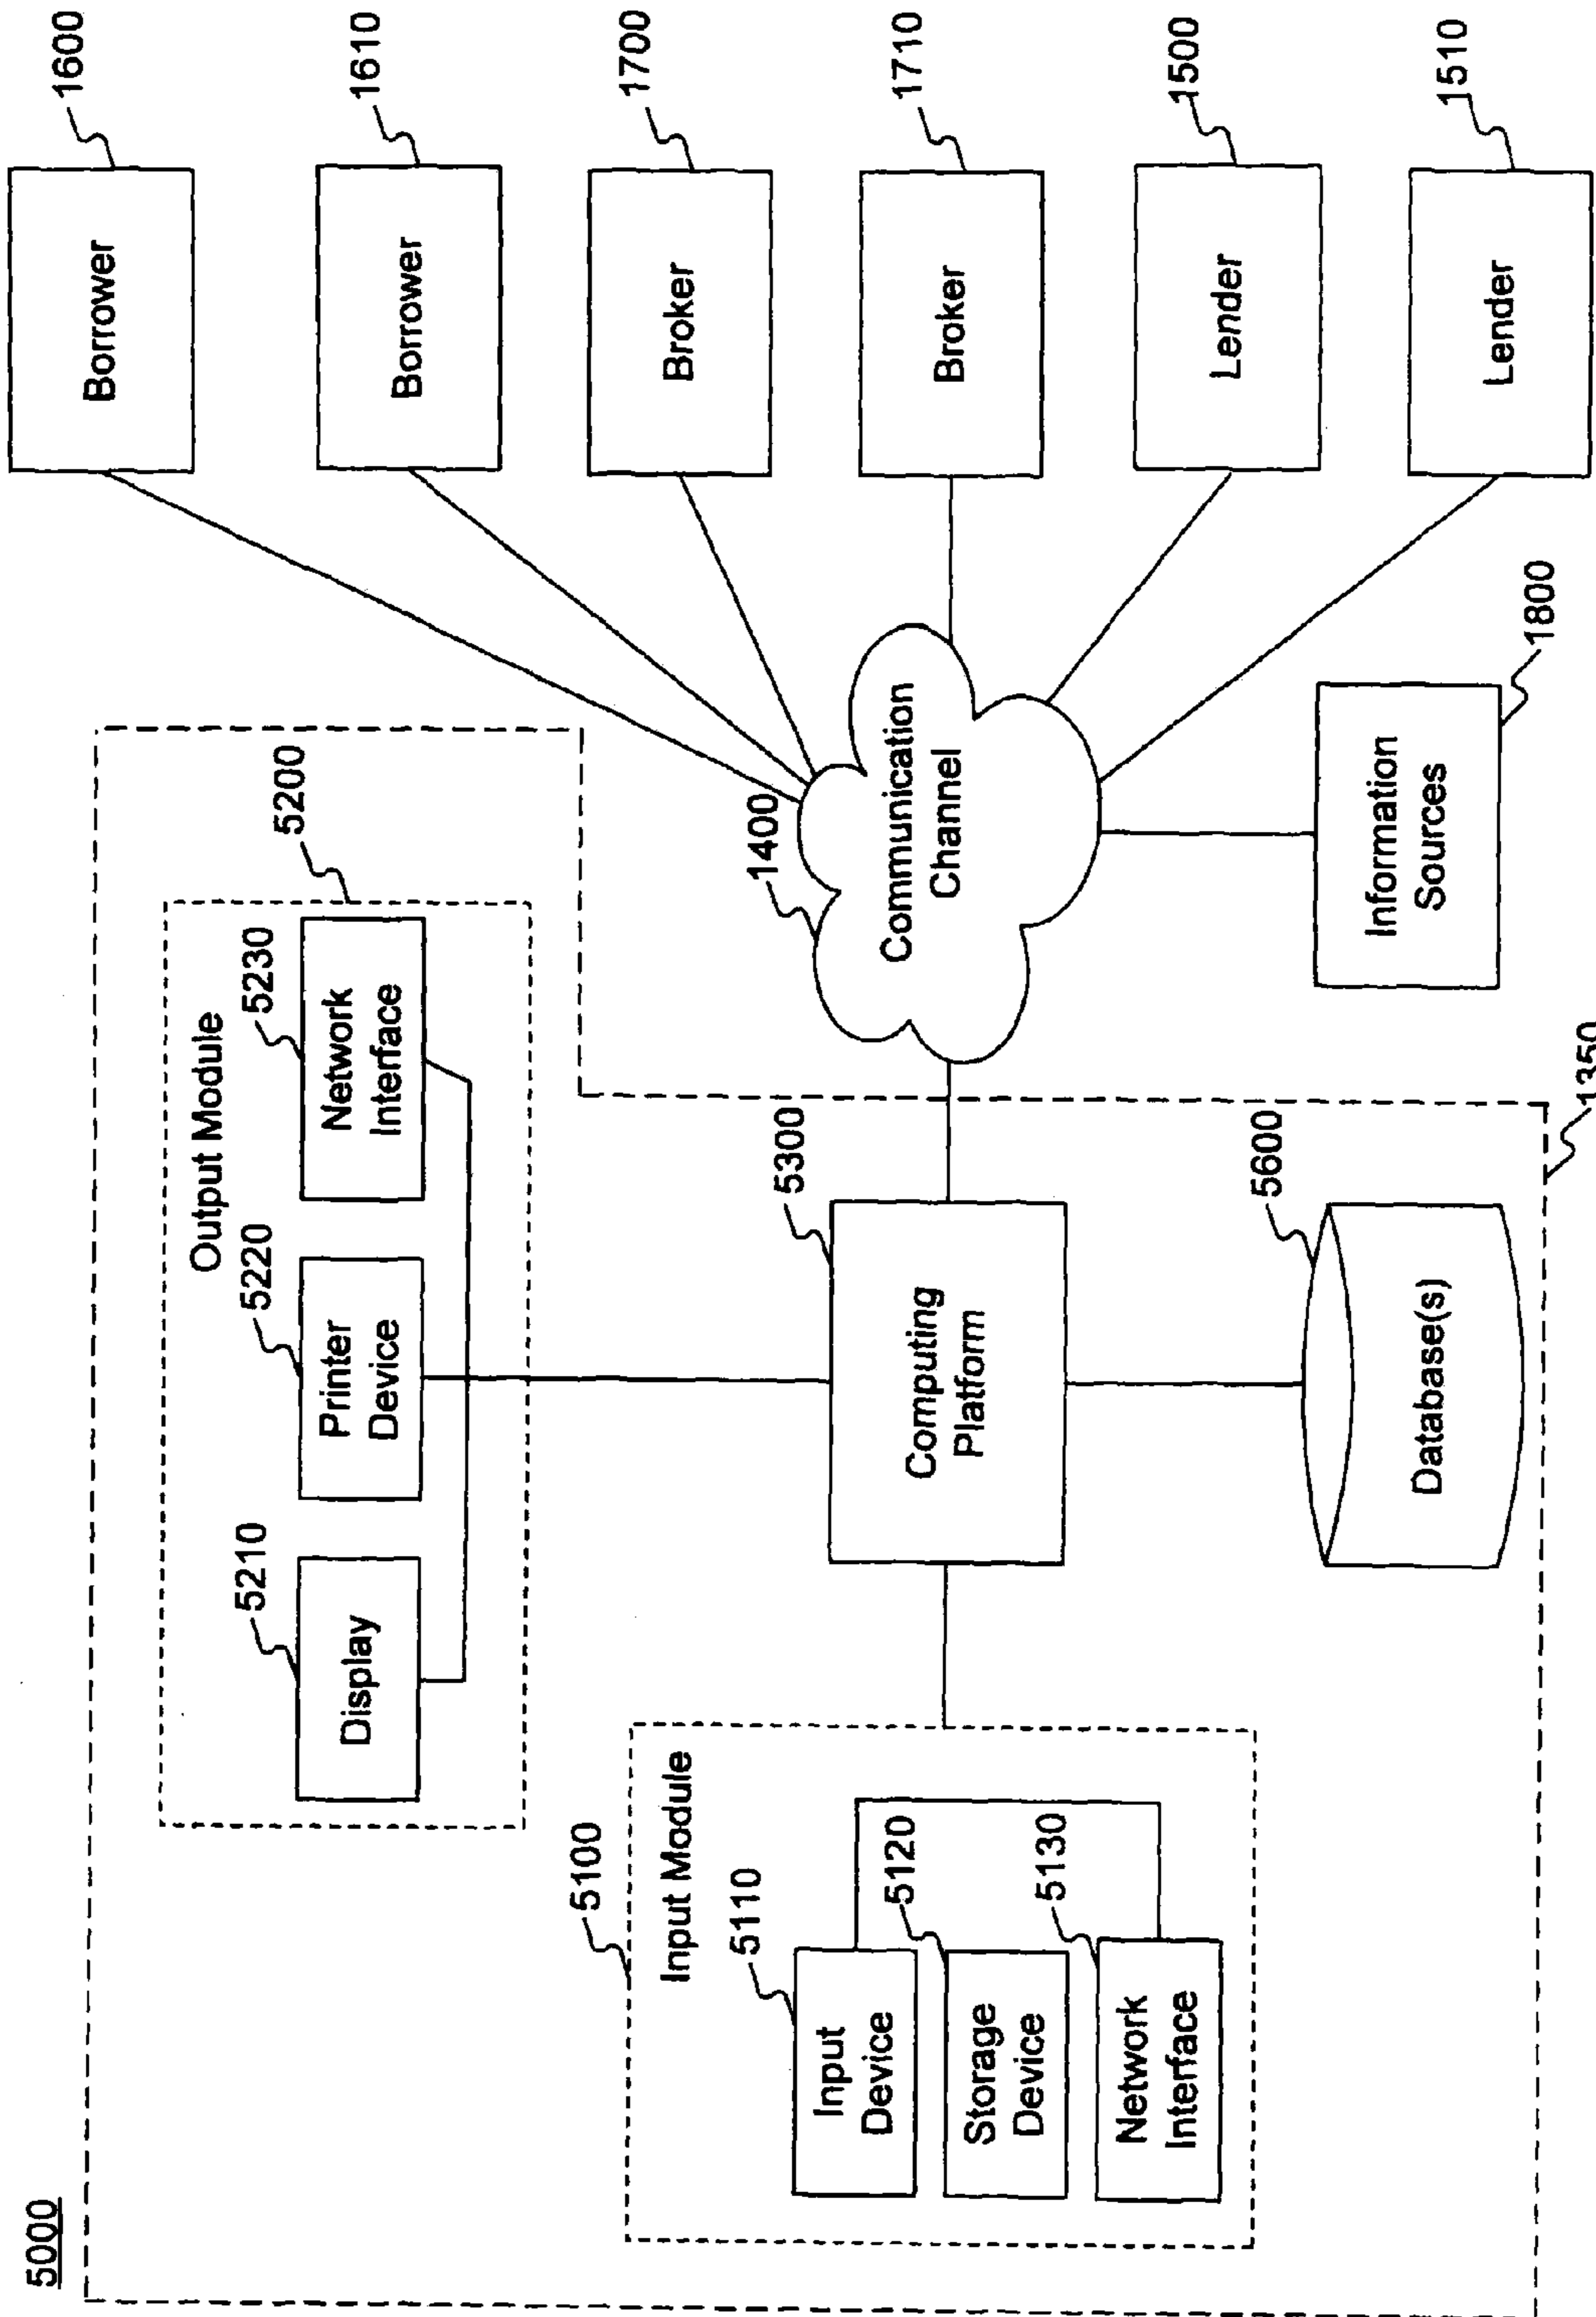 5000
Output Module
5200
5210
Display
5220
Printer
Device
5230
Network
Interface
5100
Input Module
5110
Input
Device
5120
Storage
Device
5130
Network
Interface
5300
Computing
Platform
5600
Database(s)
1350
1400
Communication
Channel
Information
Sources
1800
Borrower
1600
Borrower
1610
Broker
1700
Broker
1710
Lender
1500
Lender
1510